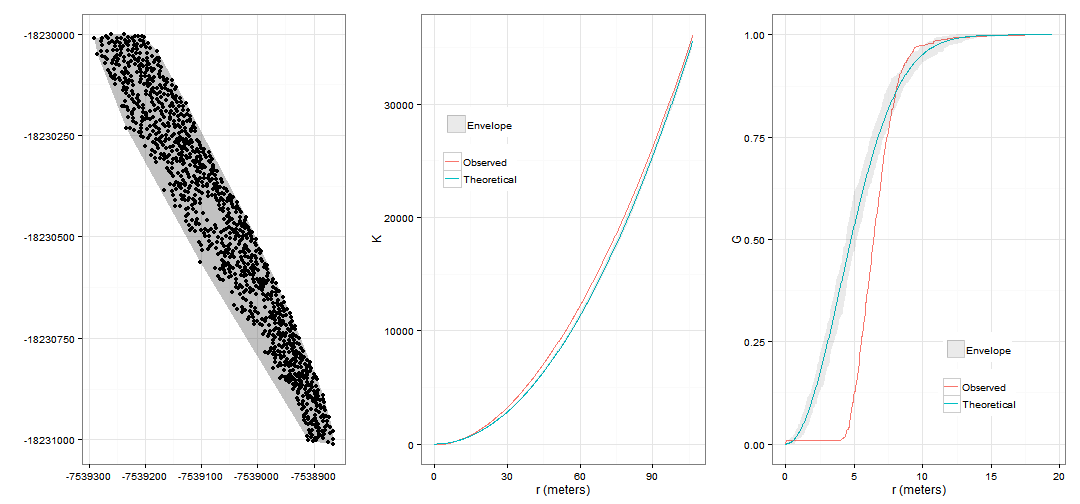 -18230000
-18230250
-18230500
-18230750
-18231000
-7539300
-7539200
-7539100
-7539000
-7538900
K
30000
20000
10000
0
Envelope
Observed
Theoretical
0
30
60
90
r (meters)
G
1.00
0.75
0.50
0.25
0.00
Envelope
Observed
Theoretical
0
5
10
15
20
r (meters)